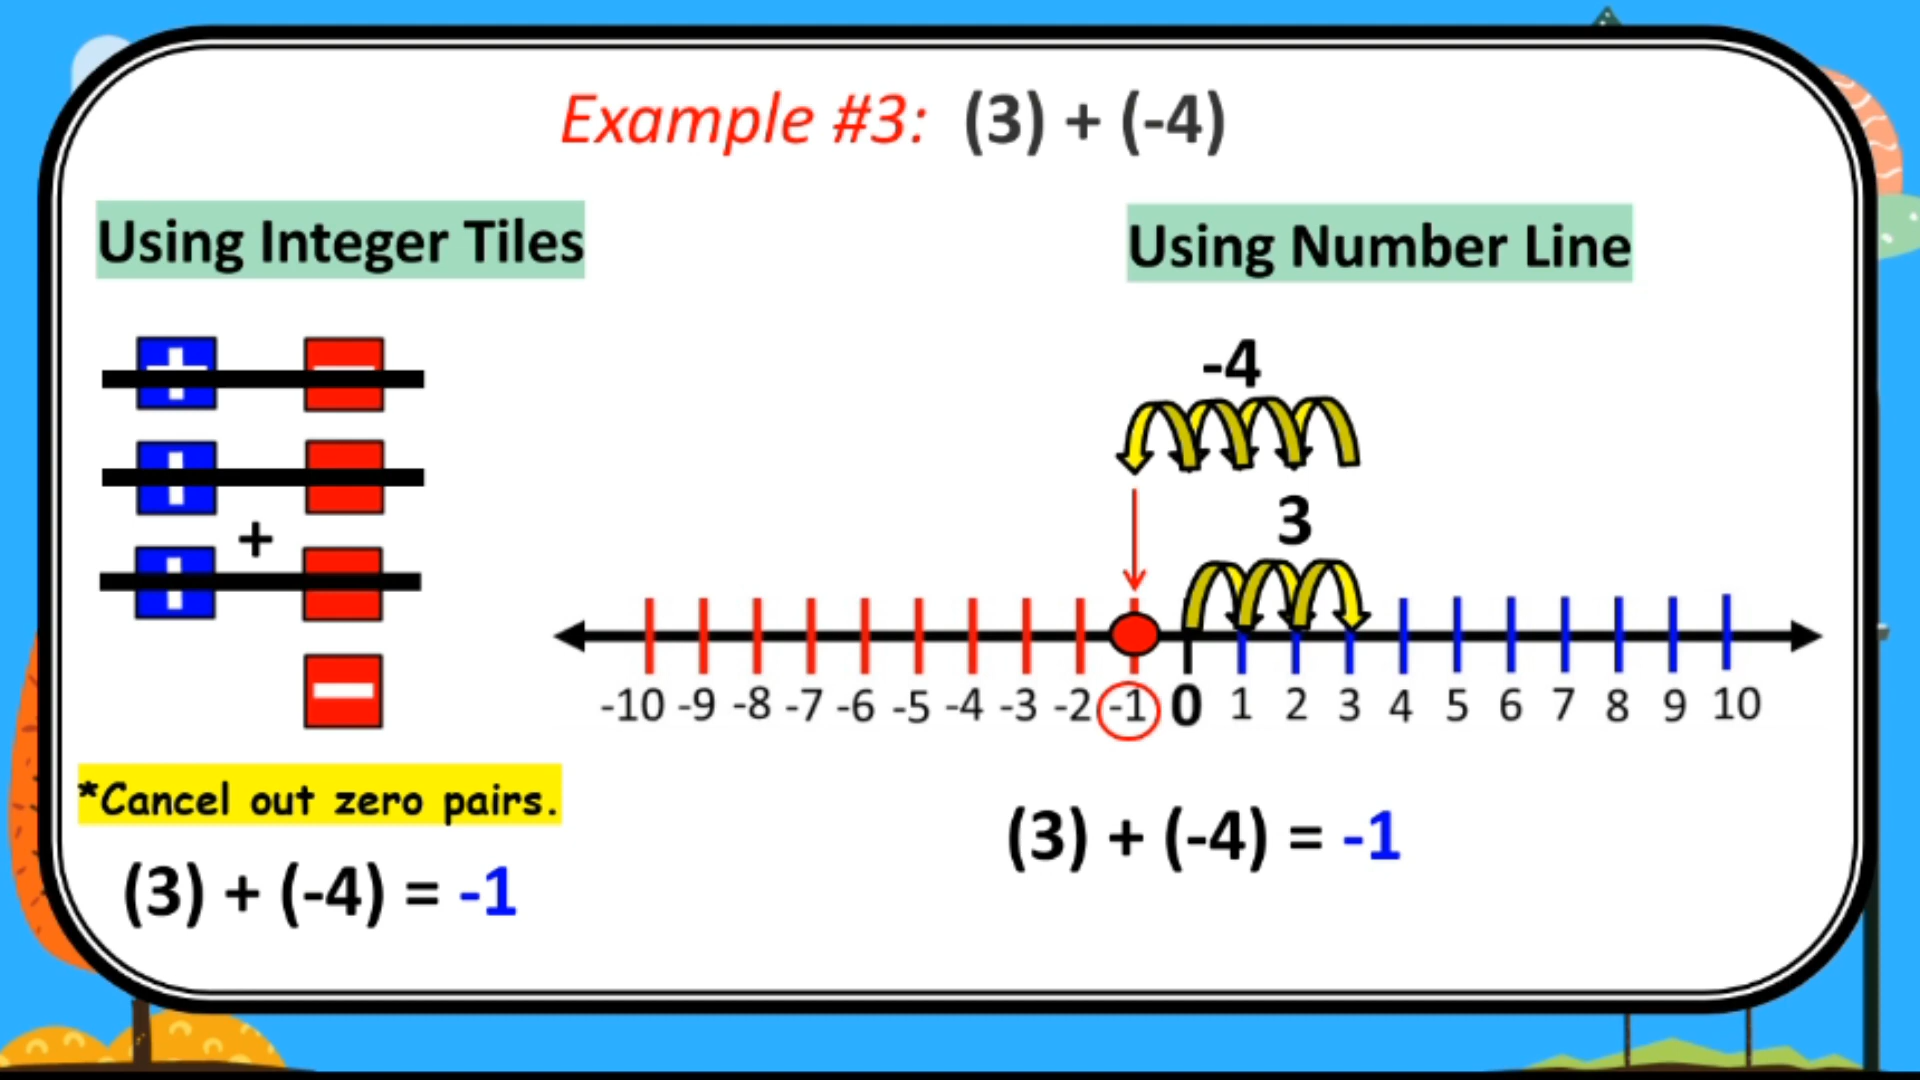 Example #3: (3) + (-4)
Using Integer Tiles
+ −
+
−
*Cancel out zero pairs.
(3) + (-4) = -1
Using Number Line
-4
3
-10 -9 -8 -7 -6 -5 -4 -3 -2 -1 0 1 2 3 4 5 6 7 8 9 10
(3) + (-4) = -1